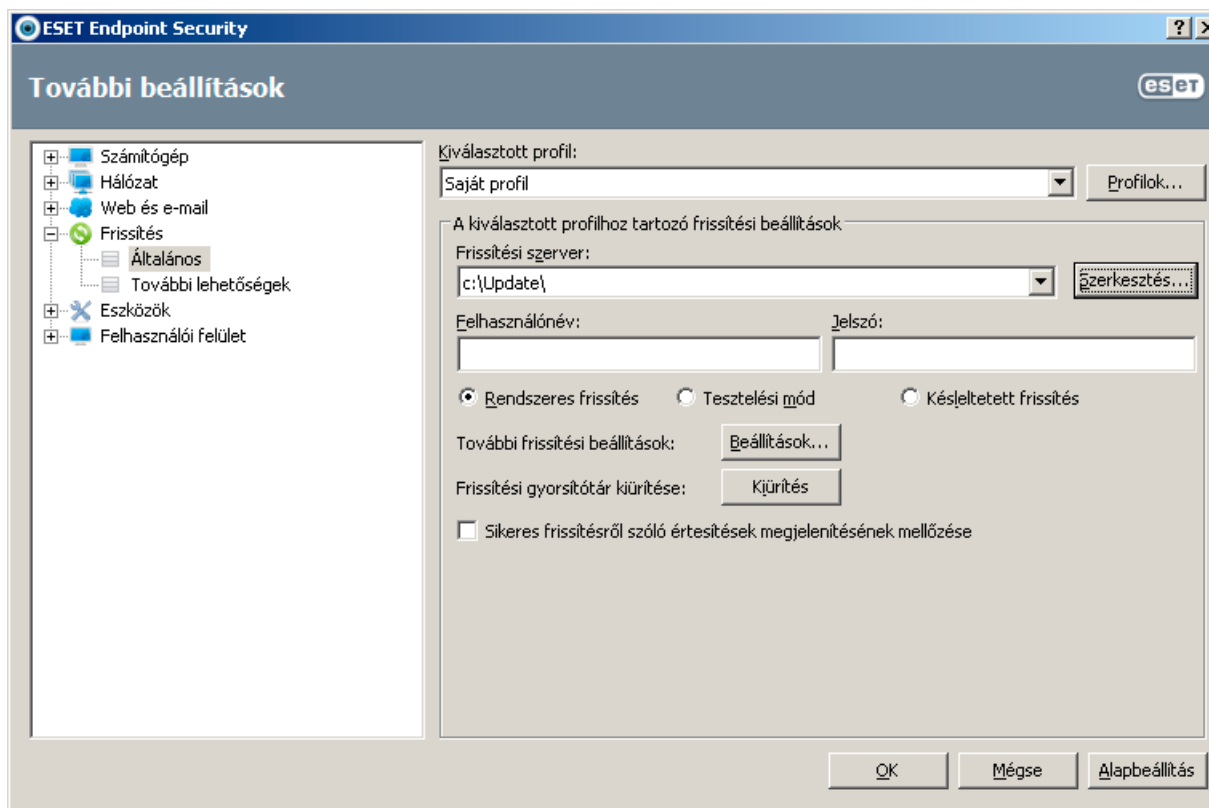 ESET Endpoint Security
További beállítások
eset
Számítógép
Hálózat
Web és e-mail
Frissítés
Általános
További lehetőségek
Eszközök
Felhasználói felület
Kiválasztott profil:
Saját profil
Profilok...
A kiválasztott profilhoz tartozó frissítési beállítások
Frissítési szerver:
c:\Update\
Szerkesztés...
Felhasználónév:
Jelszó:
Rendszeres frissítés
Tesztelési mód
Késleltetett frissítés
További frissítési beállítások:
Beállítások...
Frissítési gyorsítótár kiürítése:
Kiürítés
Sikeres frissítésről szóló értesítések megjelenítésének mellőzése
OK
Mégse
Alapbeállítás